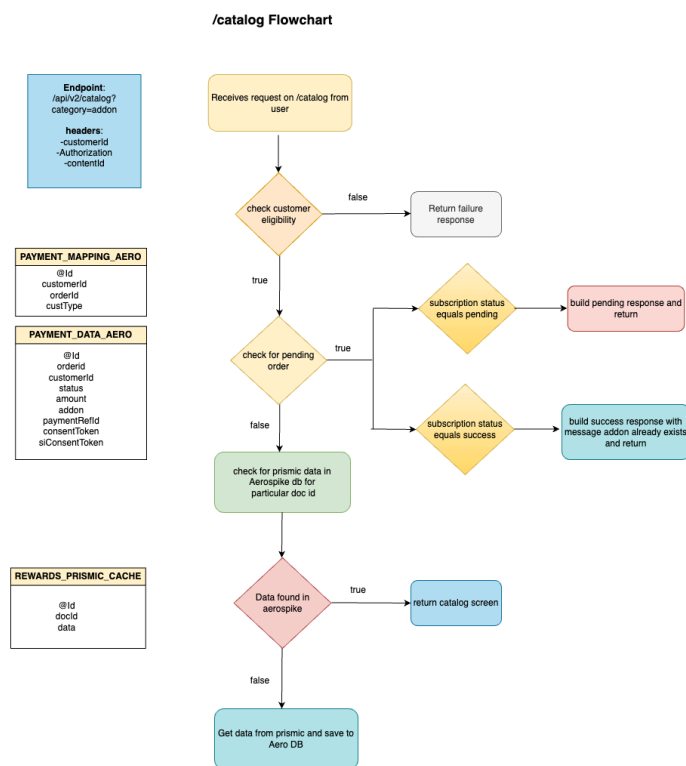 /catalog Flowchart
Endpoint:
/api/v2/catalog?
category=addon
headers:
-customerId
-Authorization
-contentId
Receives request on /catalog from
user
check customer
eligibility
false
Return failure
response
true
PAYMENT_MAPPING_AERO
@Id
customerId
orderId
custType
PAYMENT_DATA_AERO
@Id
orderid
customerId
status
amount
addon
paymentRefId
consentToken
siConsentToken
check for pending
order
true
subscription status
equals pending
build pending response and
return
subscription status
equals success
build success response with
message addon already exists
and return
false
check for prismic data in
Aerospike db for
particular doc id
REWARDS_PRISMIC_CACHE
@Id
docId
data
Data found in
aerospike
true
return catalog screen
false
Get data from prismic and save to
Aero DB